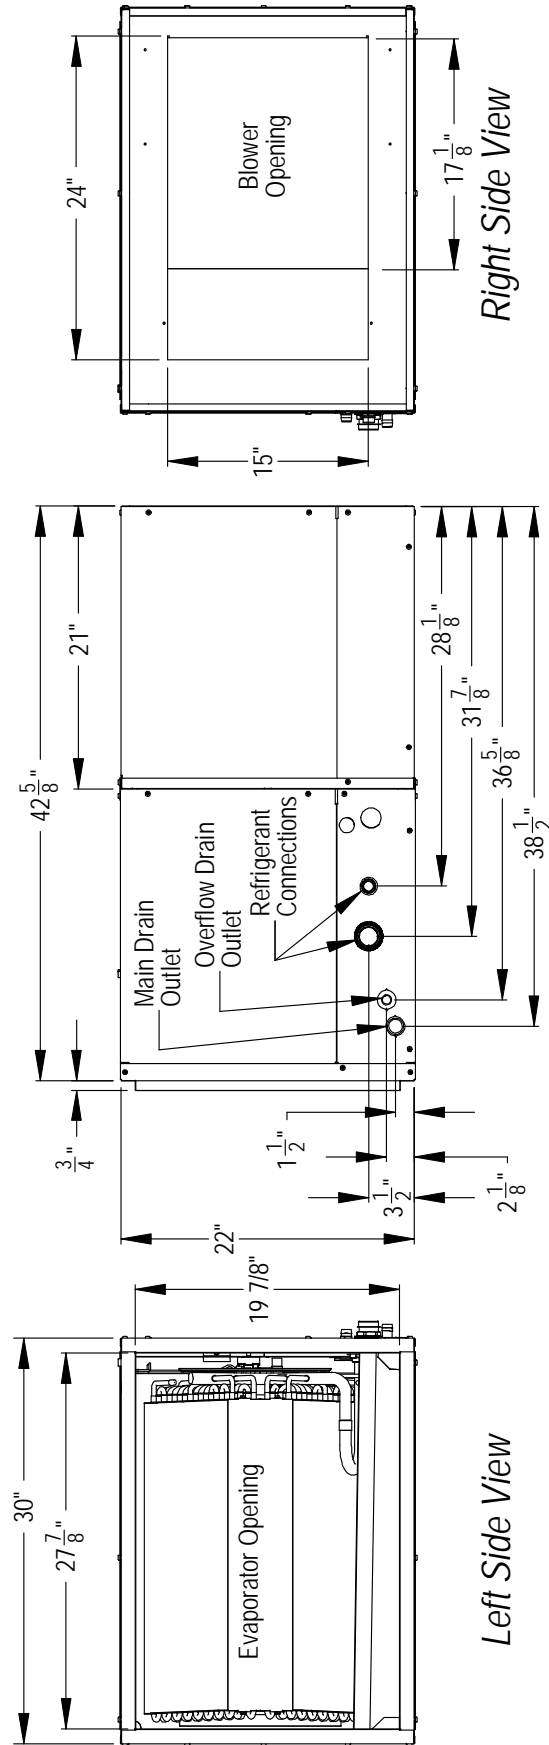 30"
27 7/8"
Evaporator Opening
19 7/8"
Left Side View
42 5/8"
21"
3/4"
22"
Main Drain
Outlet
Overflow Drain
Outlet
Refrigerant
Connections
1 1/2"
3 1/2"
2 1/8"
28 1/8"
31 7/8"
36 5/8"
38 1/2"
24"
Blower
Opening
15"
17 1/8"
Right Side View